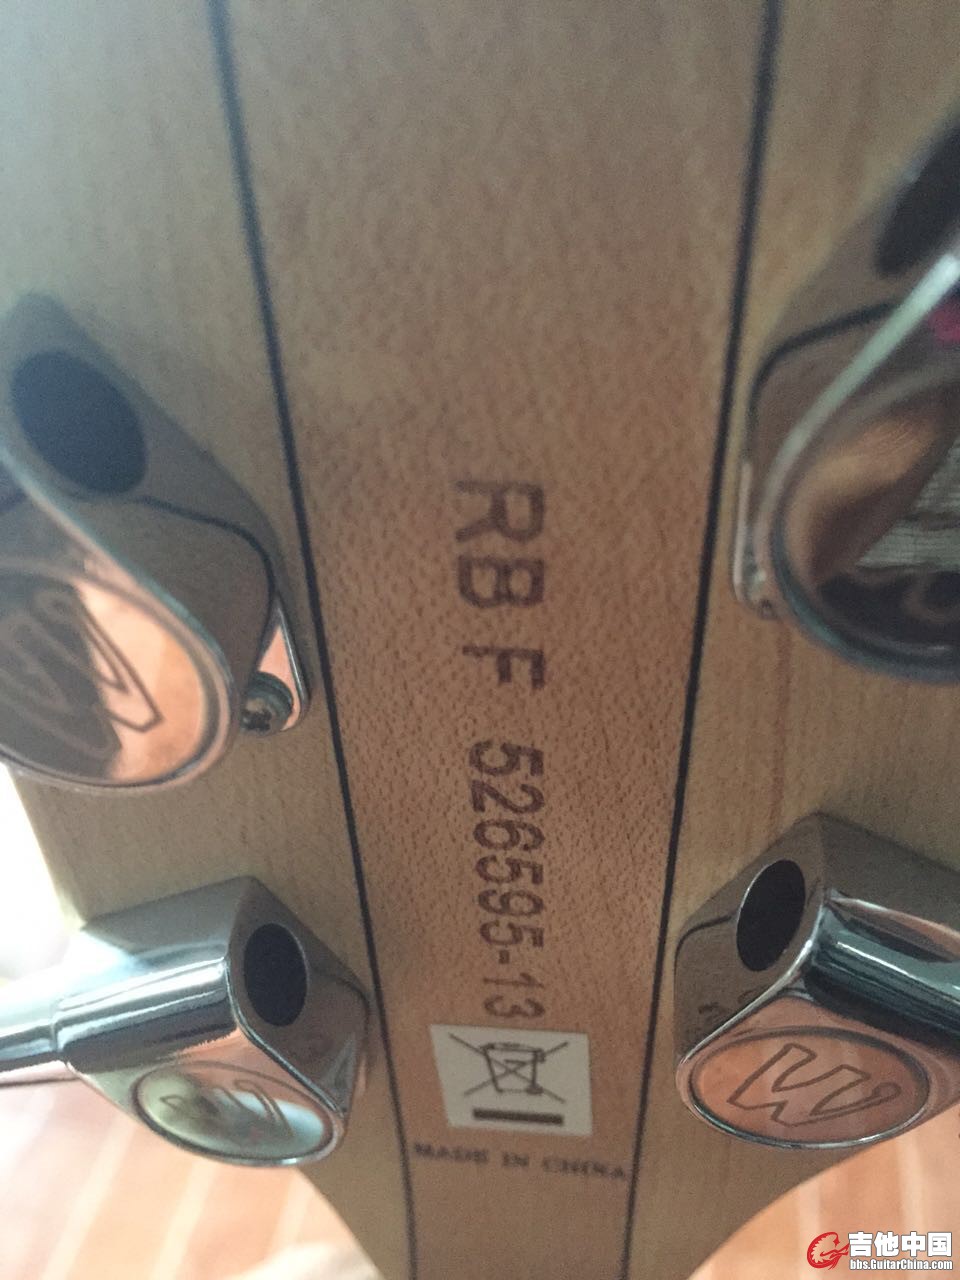 RB F 526595-13
MADE IN CHINA
W
W
W
吉他中国
bbs.GuitarChina.com